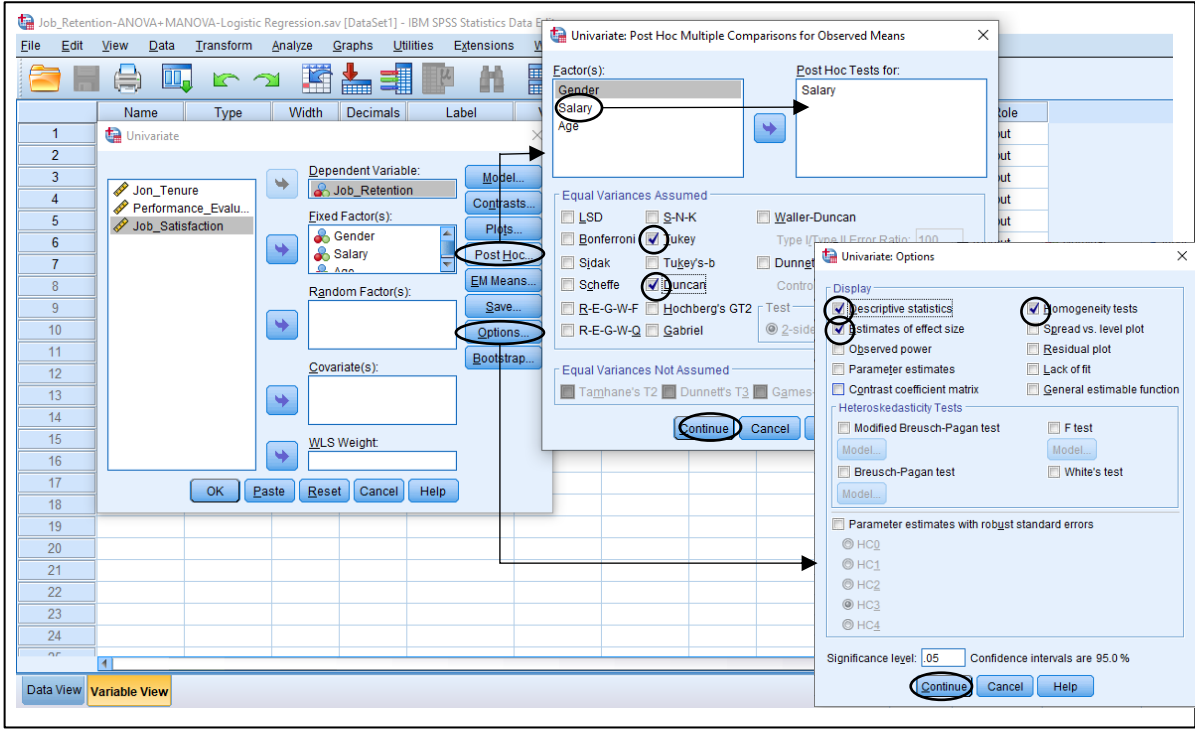 Job_Retention-ANOVA+MANOVA-Logistic Regression.sav [DataSet1] - IBM SPSS Statistics Data
File Edit View Data Transform Analyze Graphs Utilities Extensions
Name Type Width Decimals Label
1
2
3
4
5
6
7
8
9
10
11
12
13
14
15
16
17
18
19
20
21
22
23
24
Data View Variable View
Univariate
Jon_Tenure
Performance_Evalu...
Job_Satisfaction
Dependent Variable:
Job_Retention
Fixed Factor(s):
Gender
Salary
Age
Random Factor(s):
Covariate(s):
WLS Weight:
Model...
Contrasts...
Plots...
Post Hoc...
EM Means...
Save...
Options...
Bootstrap...
OK Paste Reset Cancel Help
Univariate: Post Hoc Multiple Comparisons for Observed Means
Factor(s):
Gender
Salary
Age
Post Hoc Tests for:
Salary
Equal Variances Assumed
LSD S-N-K Waller-Duncan
Bonferroni Tukey Type I/Type II Error Ratio: 100
Sidak Tukey's-b
Scheffe Duncan
R-E-G-W-F Hochberg's GT2 Test
R-E-G-W-Q Gabriel
Equal Variances Not Assumed
Tamhane's T2 Dunnett's T3
Continue Cancel
Univariate: Options
Display
Descriptive statistics Homogeneity tests
Estimates of effect size Spread vs. level plot
Observed power Residual plot
Parameter estimates Lack of fit
Contrast coefficient matrix General estimable function
Heteroskedasticity Tests
Modified Breusch-Pagan test F test
Model... Model...
Breusch-Pagan test White's test
Model...
Parameter estimates with robust standard errors
HC0
HC1
HC2
HC3
HC4
Significance level: .05 Confidence intervals are 95.0 %
Continue Cancel Help